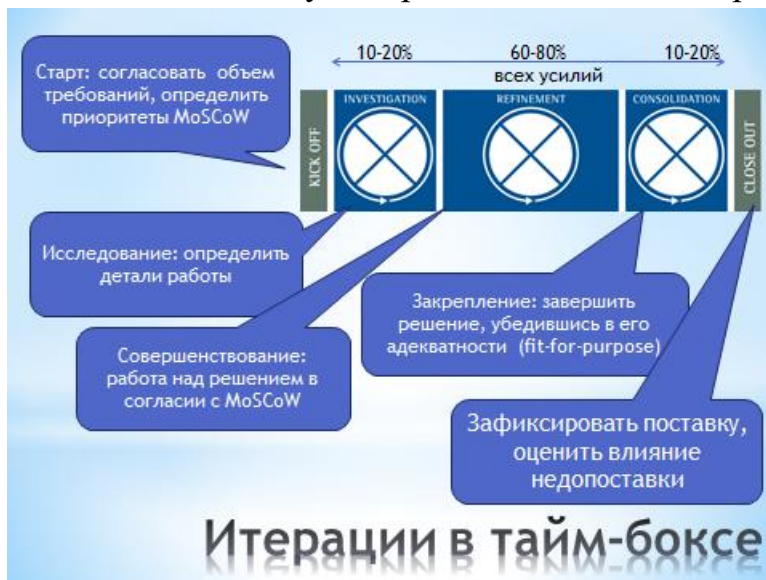 10-20% 60-80% 10-20%
всех усилий
Старт: согласовать объем
требований, определить
приоритеты MoSCoW
KICK OFF
INVESTIGATION
REFINEMENT
CONSOLIDATION
CLOSE OUT
Исследование: определить
детали работы
Закрепление: завершить
решение, убедившись в его
адекватности (fit-for-purpose)
Совершенствование:
работа над решением в
согласии с MoSCoW
Зафиксировать поставку,
оценить влияние
недопоставки
Итерации в тайм-боксе